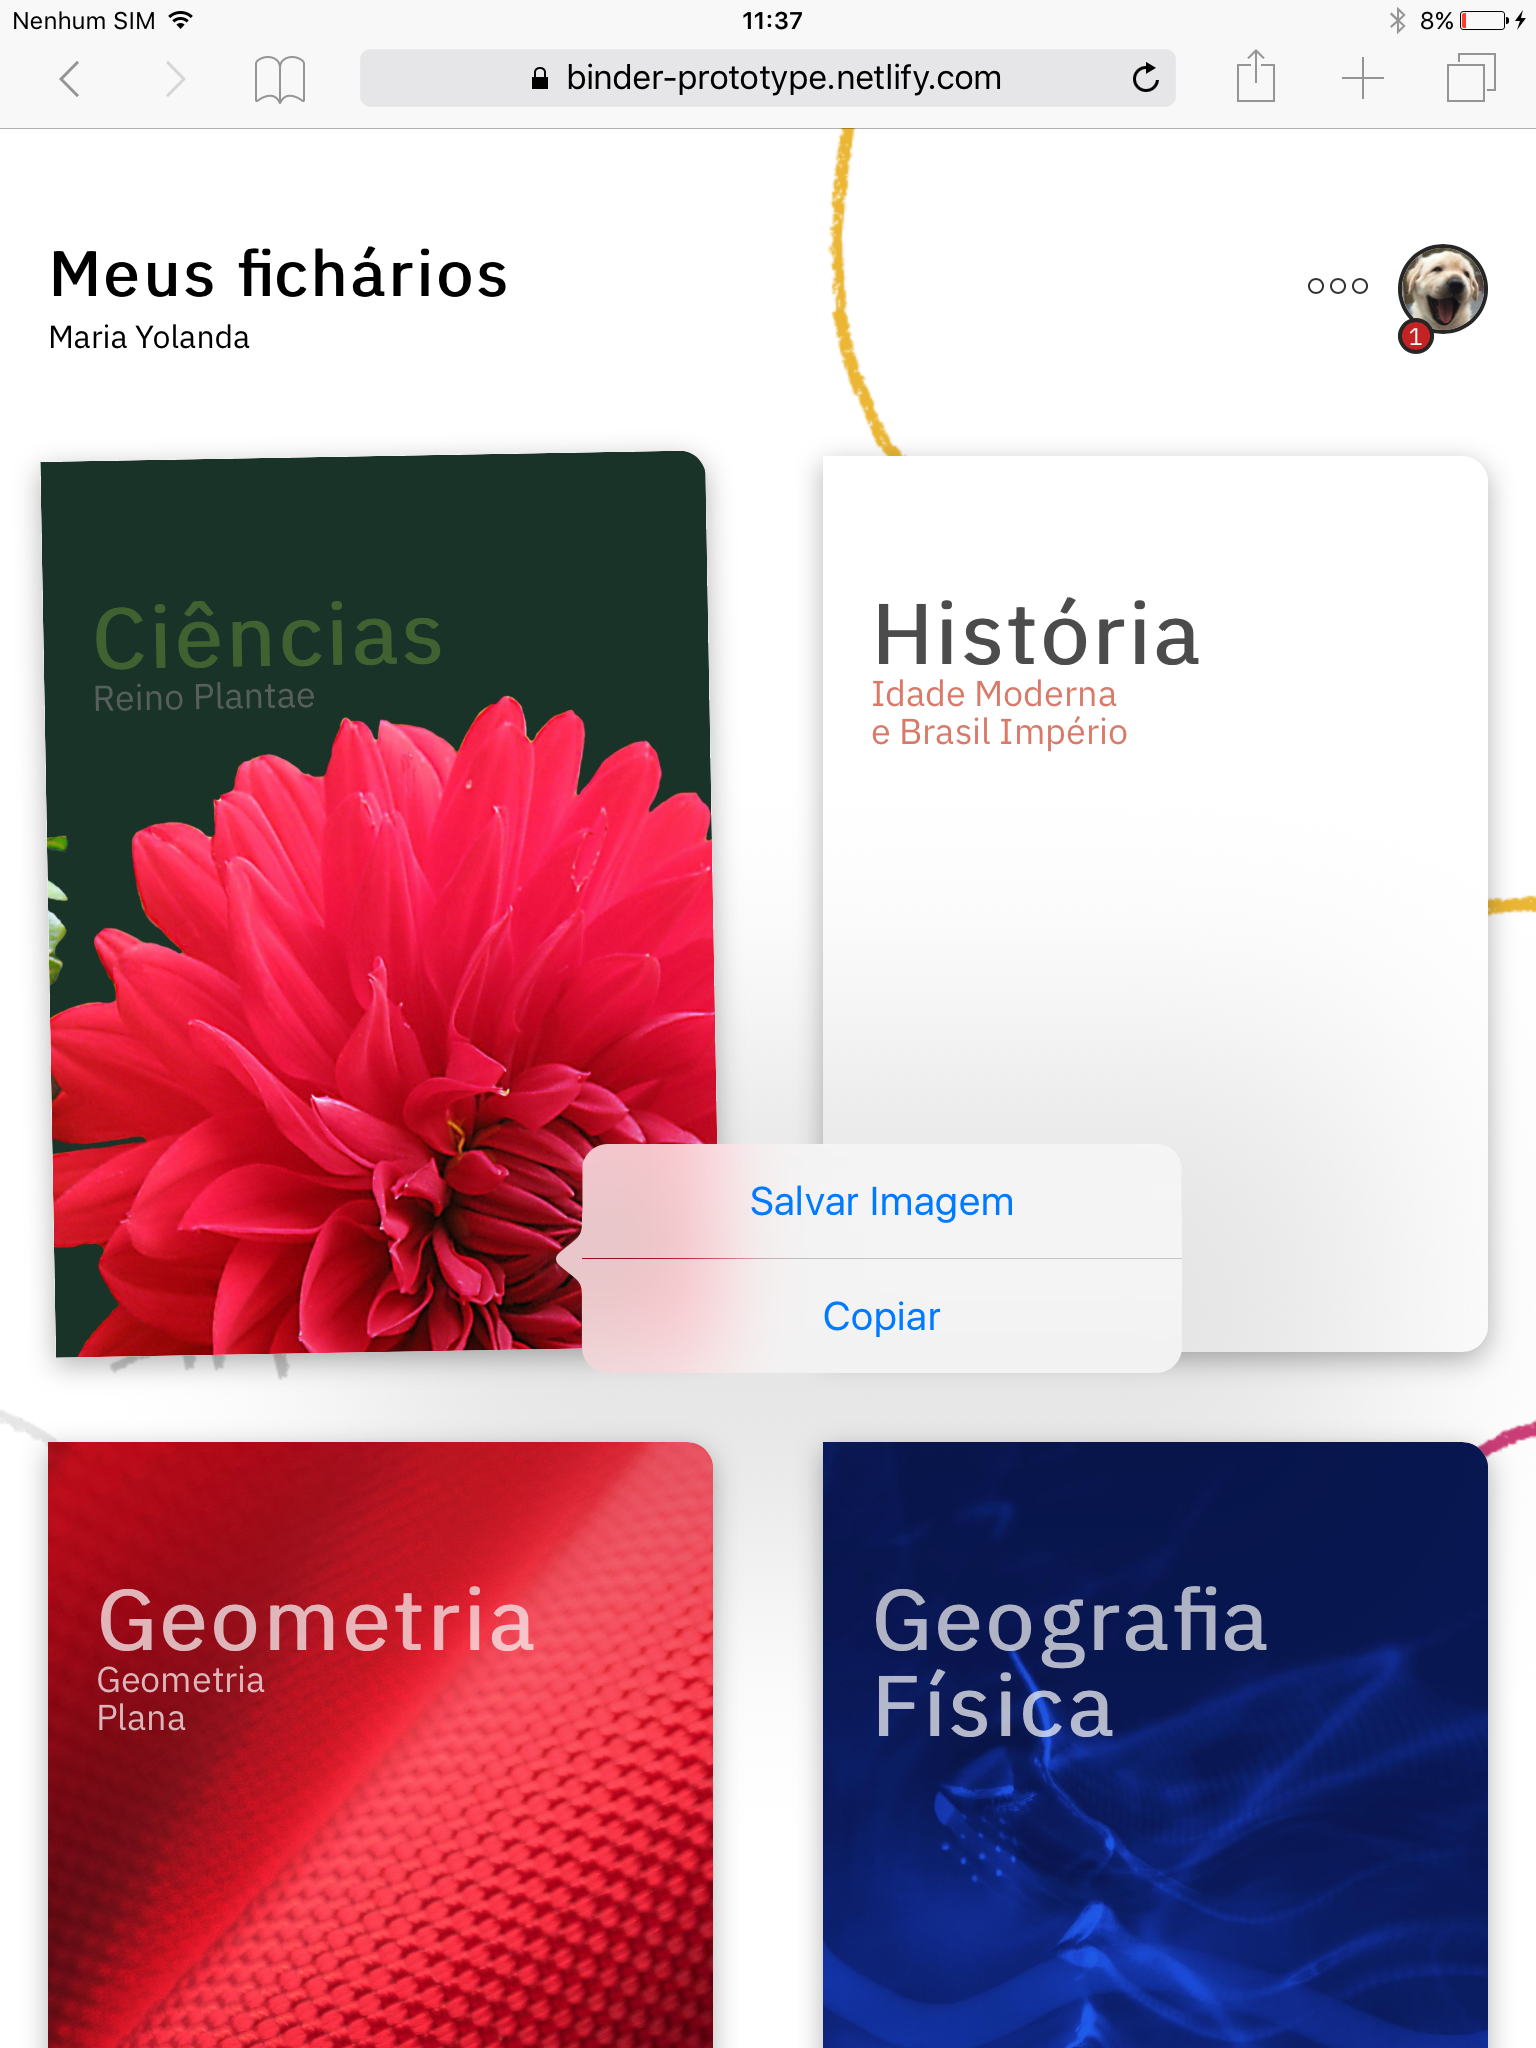 Nenhum SIM
11:37
8%
binder-prototype.netlify.com
Meus fichários
Maria Yolanda
1
Ciências
Reino Plantae
História
Idade Moderna
e Brasil Império
Salvar Imagem
Copiar
Geometria
Geometria
Plana
Geografia
Física